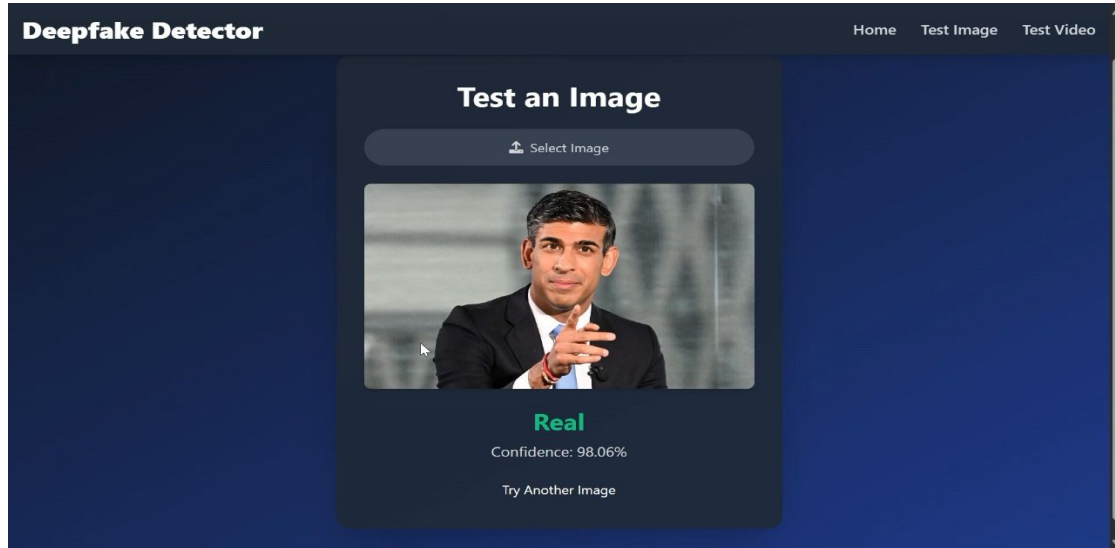 Deepfake Detector
Home Test Image Test Video
Test an Image
Select Image
Real
Confidence: 98.06%
Try Another Image